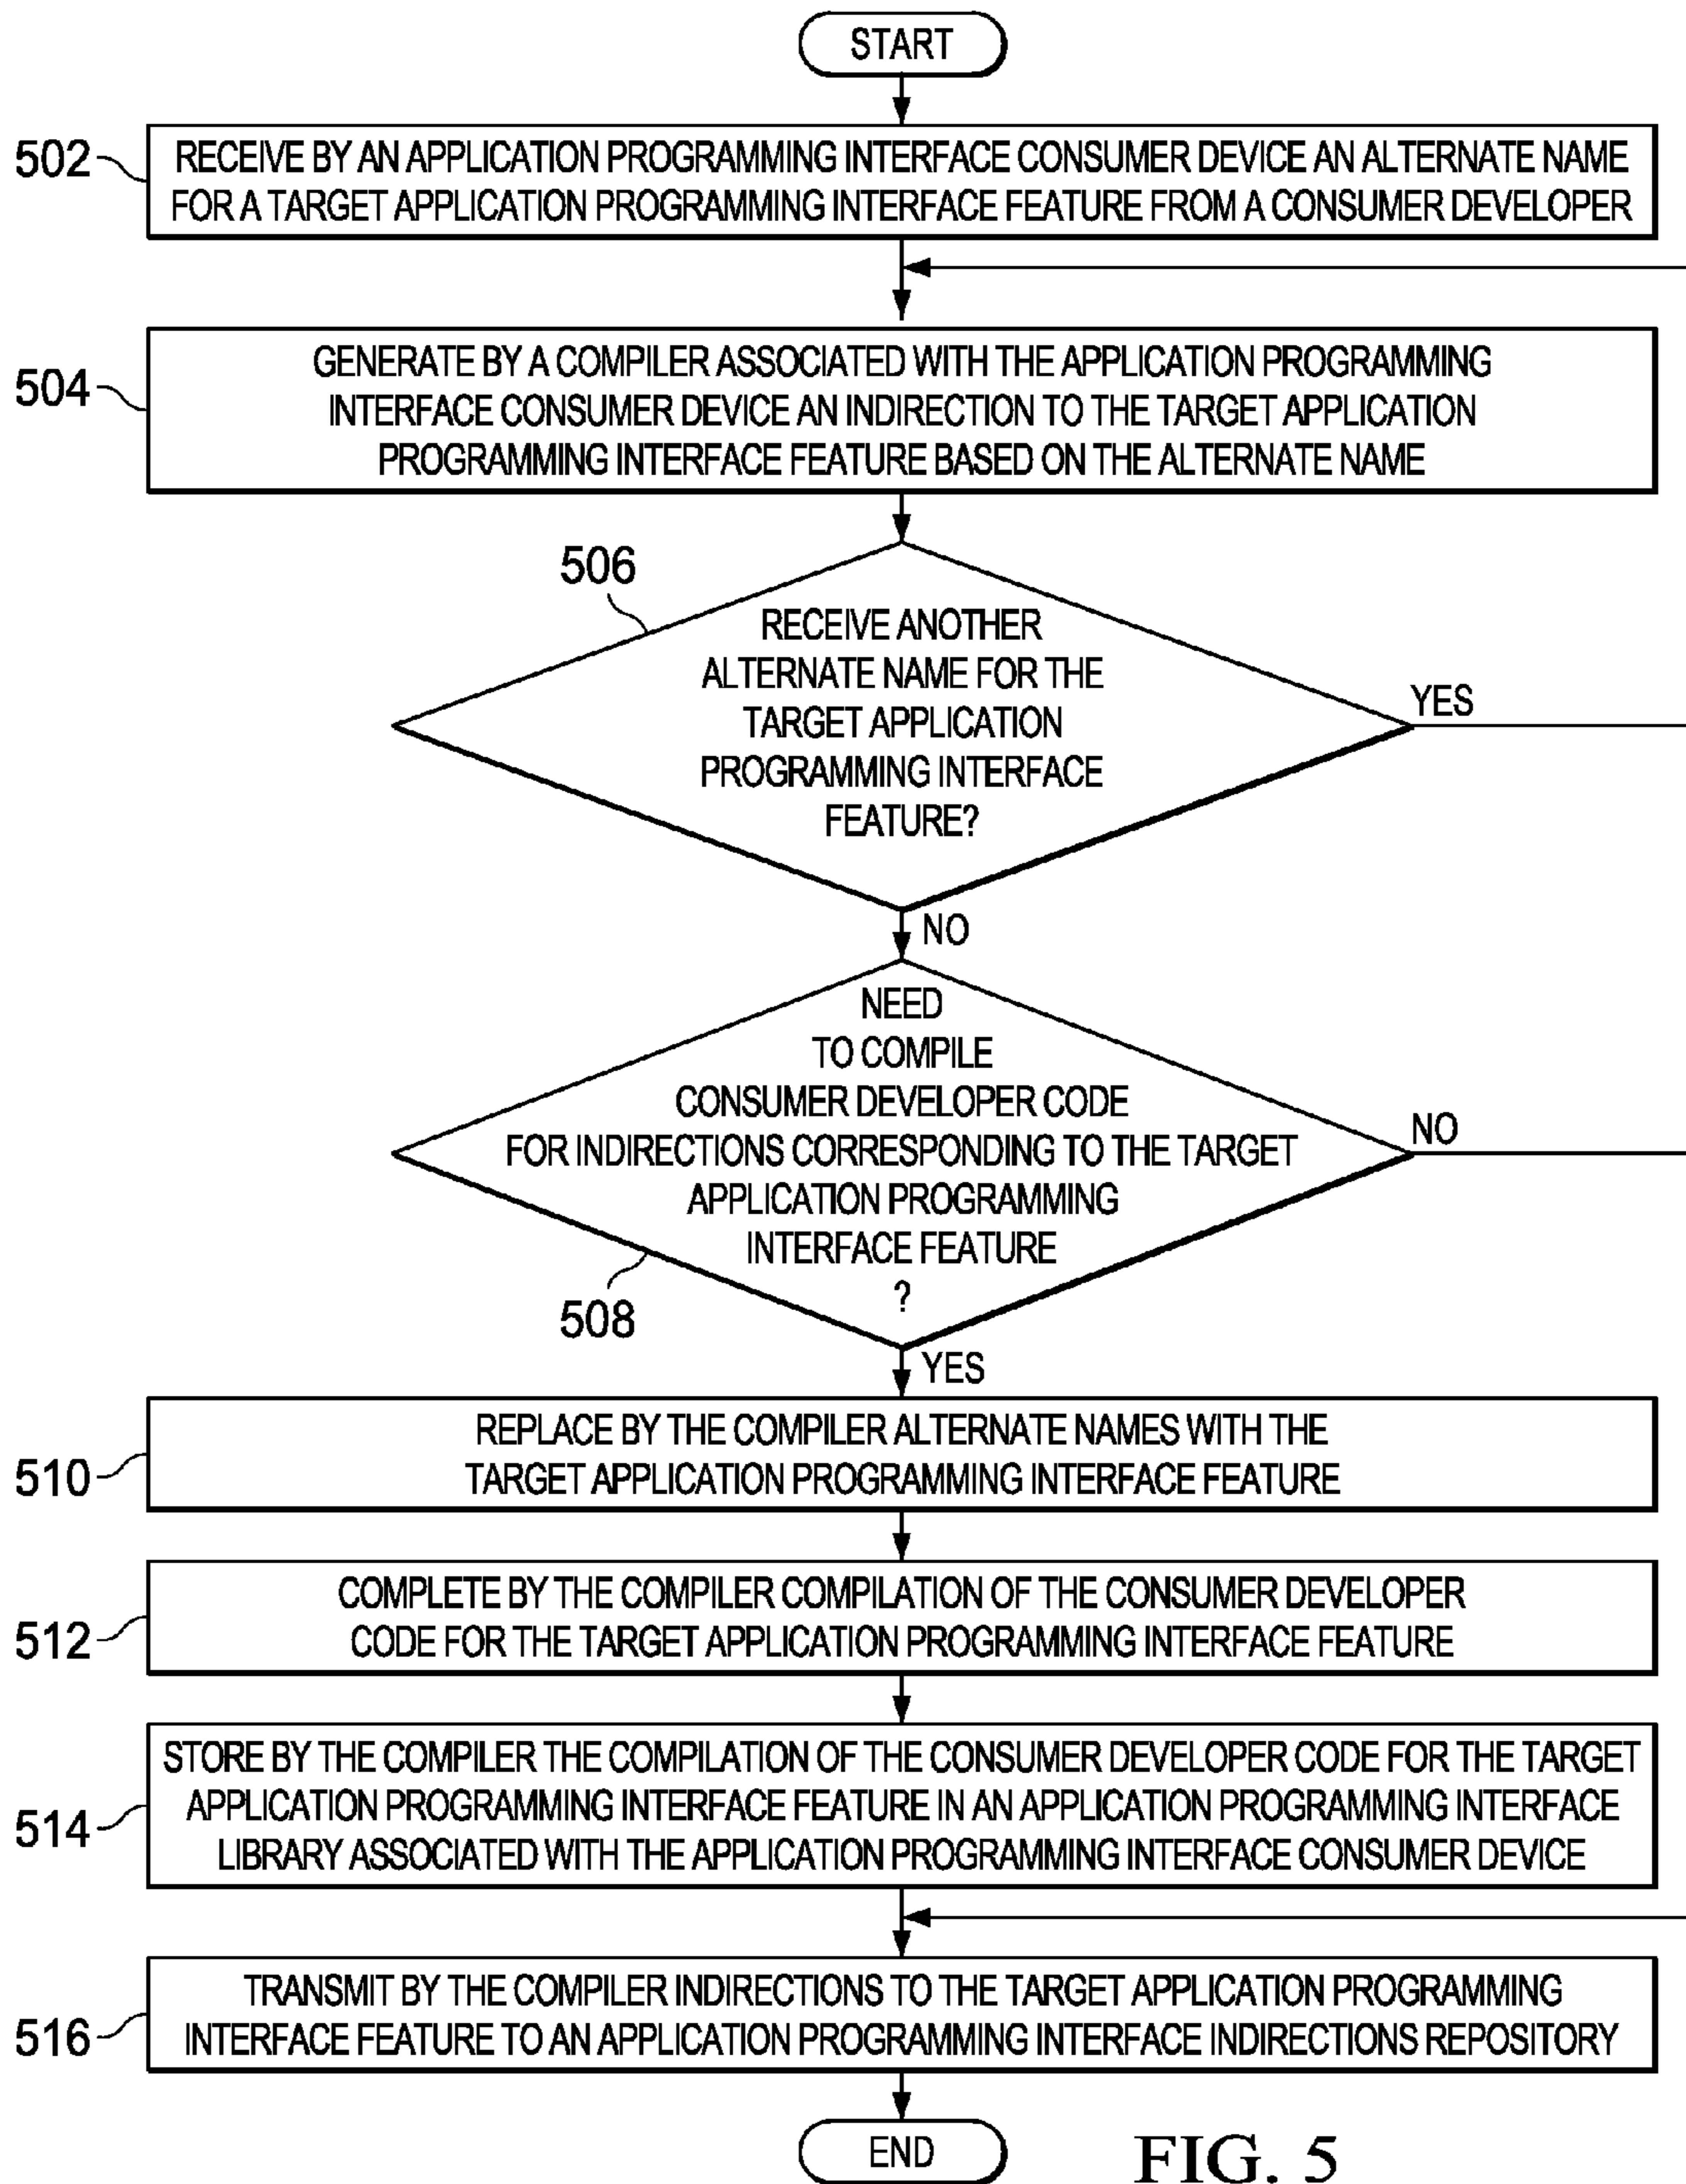 START
502
RECEIVE BY AN APPLICATION PROGRAMMING INTERFACE CONSUMER DEVICE AN ALTERNATE NAME
FOR A TARGET APPLICATION PROGRAMMING INTERFACE FEATURE FROM A CONSUMER DEVELOPER
504
GENERATE BY A COMPILER ASSOCIATED WITH THE APPLICATION PROGRAMMING
INTERFACE CONSUMER DEVICE AN INDIRECTION TO THE TARGET APPLICATION
PROGRAMMING INTERFACE FEATURE BASED ON THE ALTERNATE NAME
506
RECEIVE ANOTHER
ALTERNATE NAME FOR THE
TARGET APPLICATION
PROGRAMMING INTERFACE
FEATURE?
YES
NO
NEED
TO COMPILE
CONSUMER DEVELOPER CODE
FOR INDIRECTIONS CORRESPONDING TO THE TARGET
APPLICATION PROGRAMMING
INTERFACE FEATURE
?
NO
508
YES
510
REPLACE BY THE COMPILER ALTERNATE NAMES WITH THE
TARGET APPLICATION PROGRAMMING INTERFACE FEATURE
512
COMPLETE BY THE COMPILER COMPILATION OF THE CONSUMER DEVELOPER
CODE FOR THE TARGET APPLICATION PROGRAMMING INTERFACE FEATURE
514
STORE BY THE COMPILER THE COMPILATION OF THE CONSUMER DEVELOPER CODE FOR THE TARGET
APPLICATION PROGRAMMING INTERFACE FEATURE IN AN APPLICATION PROGRAMMING INTERFACE
LIBRARY ASSOCIATED WITH THE APPLICATION PROGRAMMING INTERFACE CONSUMER DEVICE
516
TRANSMIT BY THE COMPILER INDIRECTIONS TO THE TARGET APPLICATION PROGRAMMING
INTERFACE FEATURE TO AN APPLICATION PROGRAMMING INTERFACE INDIRECTIONS REPOSITORY
END
FIG. 5